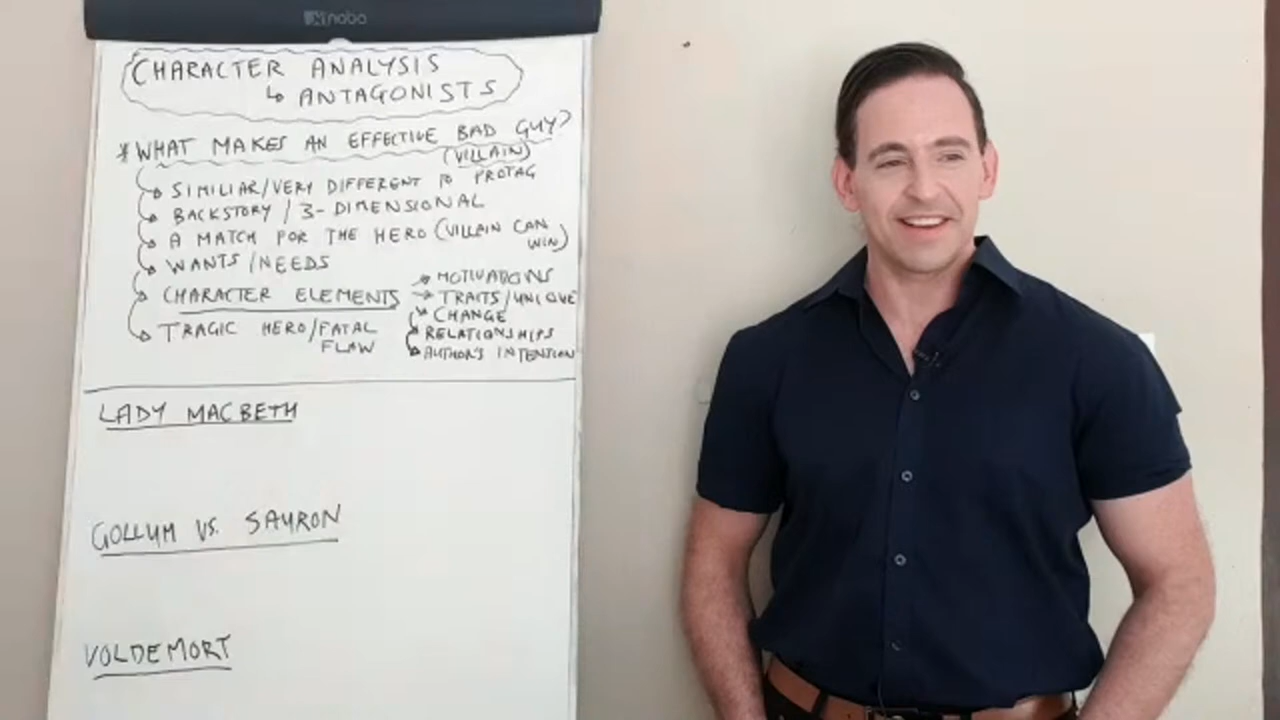 nobo
CHARACTER ANALYSIS
↳ ANTAGONISTS
* WHAT MAKES AN EFFECTIVE BAD GUY?
(VILLAIN)
SIMILIAR/VERY DIFFERENT TO PROTAG
BACKSTORY / 3-DIMENSIONAL
A MATCH FOR THE HERO (VILLAIN CAN
WIN)
WANTS/NEEDS
CHARACTER ELEMENTS → MOTIVATIONS
→ TRAITS/UNIQUE
CHANGE
RELATIONSHIPS
AUTHOR'S INTENTION
TRAGIC HERO/FATAL
FLAW
LADY MACBETH
GOLLUM VS. SAURON
VOLDEMORT